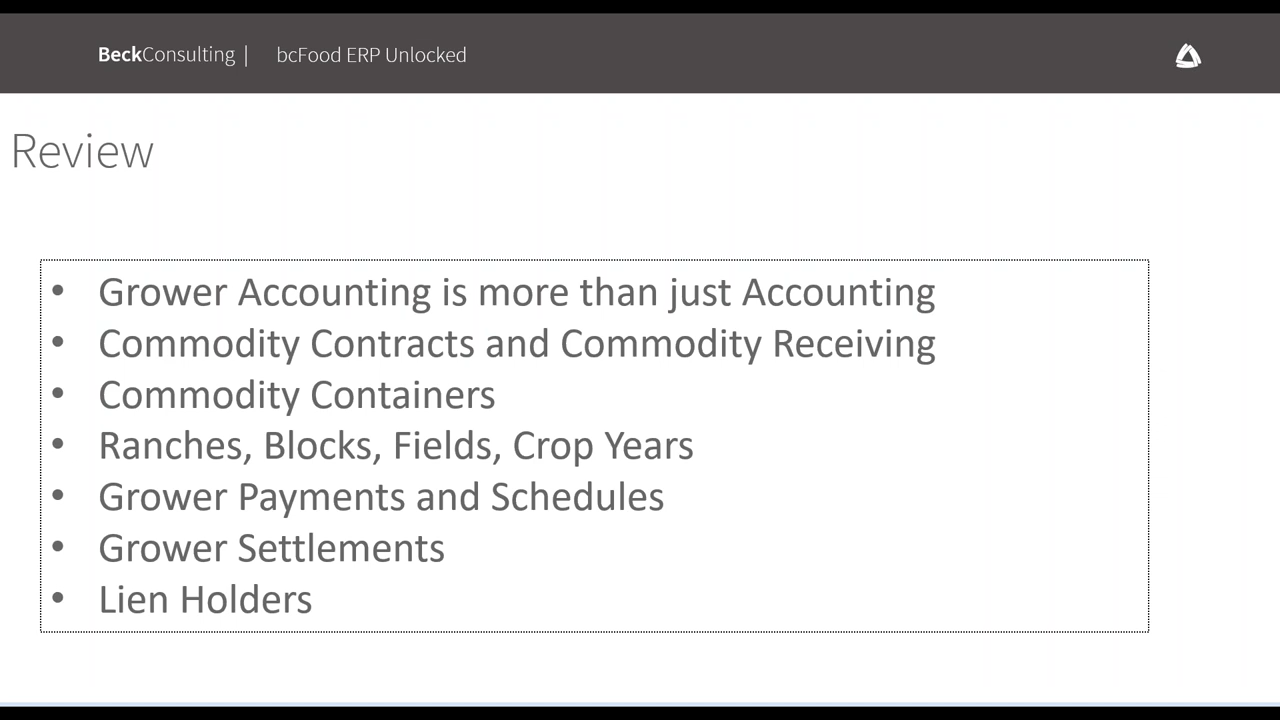 BeckConsulting | bcFood ERP Unlocked
Review
• Grower Accounting is more than just Accounting
• Commodity Contracts and Commodity Receiving
• Commodity Containers
• Ranches, Blocks, Fields, Crop Years
• Grower Payments and Schedules
• Grower Settlements
• Lien Holders